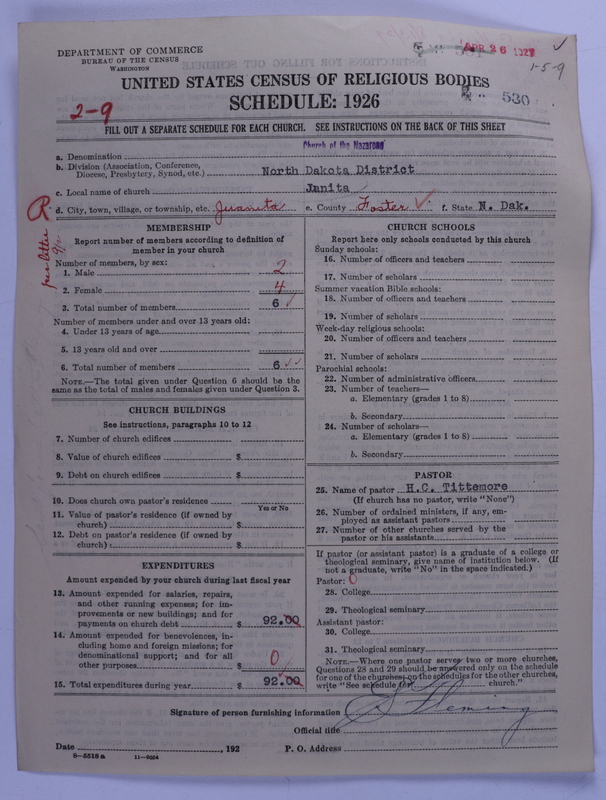 DEPARTMENT OF COMMERCE
BUREAU OF THE CENSUS
WASHINGTON
APR 26 1927
1-5-9
UNITED STATES CENSUS OF RELIGIOUS BODIES
SCHEDULE: 1926
530
2-9
FILL OUT A SEPARATE SCHEDULE FOR EACH CHURCH. SEE INSTRUCTIONS ON THE BACK OF THIS SHEET
Church of the Nazarene
a. Denomination
b. Division (Association, Conference, Diocese, Presbytery, Synod, etc.) North Dakota District
c. Local name of church Janita
d. City, town, village, or township, etc. Juanita e. County Foster f. State N. Dak.
R
per letter
MEMBERSHIP
Report number of members according to definition of member in your church
Number of members, by sex:
1. Male 2
2. Female 4
3. Total number of members 6
Number of members under and over 13 years old:
4. Under 13 years of age
5. 13 years old and over
6. Total number of members 6
NOTE.—The total given under Question 6 should be the same as the total of males and females given under Question 3.
CHURCH BUILDINGS
See instructions, paragraphs 10 to 12
7. Number of church edifices
8. Value of church edifices $
9. Debt on church edifices $
10. Does church own pastor's residence
Yes or No
11. Value of pastor's residence (if owned by church) $
12. Debt on pastor's residence (if owned by church) $
EXPENDITURES
Amount expended by your church during last fiscal year
13. Amount expended for salaries, repairs, and other running expenses; for improvements or new buildings; and for payments on church debt $ 92.00
14. Amount expended for benevolences, including home and foreign missions; for denominational support; and for all other purposes $ 0
15. Total expenditures during year $ 92.00
CHURCH SCHOOLS
Report here only schools conducted by this church
Sunday schools:
16. Number of officers and teachers
17. Number of scholars
Summer vacation Bible schools:
18. Number of officers and teachers
19. Number of scholars
Week-day religious schools:
20. Number of officers and teachers
21. Number of scholars
Parochial schools:
22. Number of administrative officers
23. Number of teachers—
a. Elementary (grades 1 to 8)
b. Secondary
24. Number of scholars—
a. Elementary (grades 1 to 8)
b. Secondary
PASTOR
25. Name of pastor H.C. Tittemore
(If church has no pastor, write "None")
26. Number of ordained ministers, if any, employed as assistant pastors
27. Number of other churches served by the pastor or his assistants
If pastor (or assistant pastor) is a graduate of a college or theological seminary, give name of institution below. (If not a graduate, write "No" in the space indicated.)
Pastor: 0
28. College
29. Theological seminary
Assistant pastor:
30. College
31. Theological seminary
NOTE.—Where one pastor serves two or more churches, Questions 28 and 29 should be answered only on the schedule for one of the churches; on the schedules for the other churches, write "See schedule for church."
Signature of person furnishing information Fleming
Official title
Date , 192 P. O. Address
8—5518a 11—9034